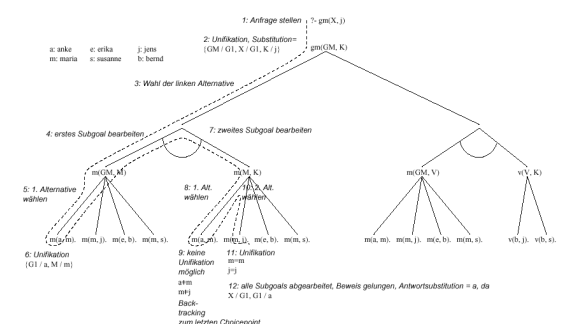 1: Anfrage stellen
?- gm(X, j)
2: Unifikation, Substitution=
{GM / G1, X / G1, K / j}
gm(GM, K)
a: anke e: erika j: jens
m: maria s: susanne b: bernd
3: Wahl der linken Alternative
4: erstes Subgoal bearbeiten
7: zweites Subgoal bearbeiten
m(GM, M)
m(M, K)
m(GM, V)
v(V, K)
5: 1. Alternative
wählen
8: 1. Alt.
wählen
10: 2. Alt.
wählen
m(a, m). m(m, j). m(e, b). m(m, s).
m(a, m). m(m, j). m(e, b). m(m, s).
m(a, m). m(m, j). m(e, b). m(m, s).
v(b, j). v(b, s).
6: Unifikation
{G1 / a, M / m}
9: keine
Unifikation
möglich
a≠m
m≠j
Back-
tracking
zum letzten Choicepoint
11: Unifikation
m=m
j=j
12: alle Subgoals abgearbeitet, Beweis gelungen, Antwortsubstitution = a, da
X / G1, G1 / a